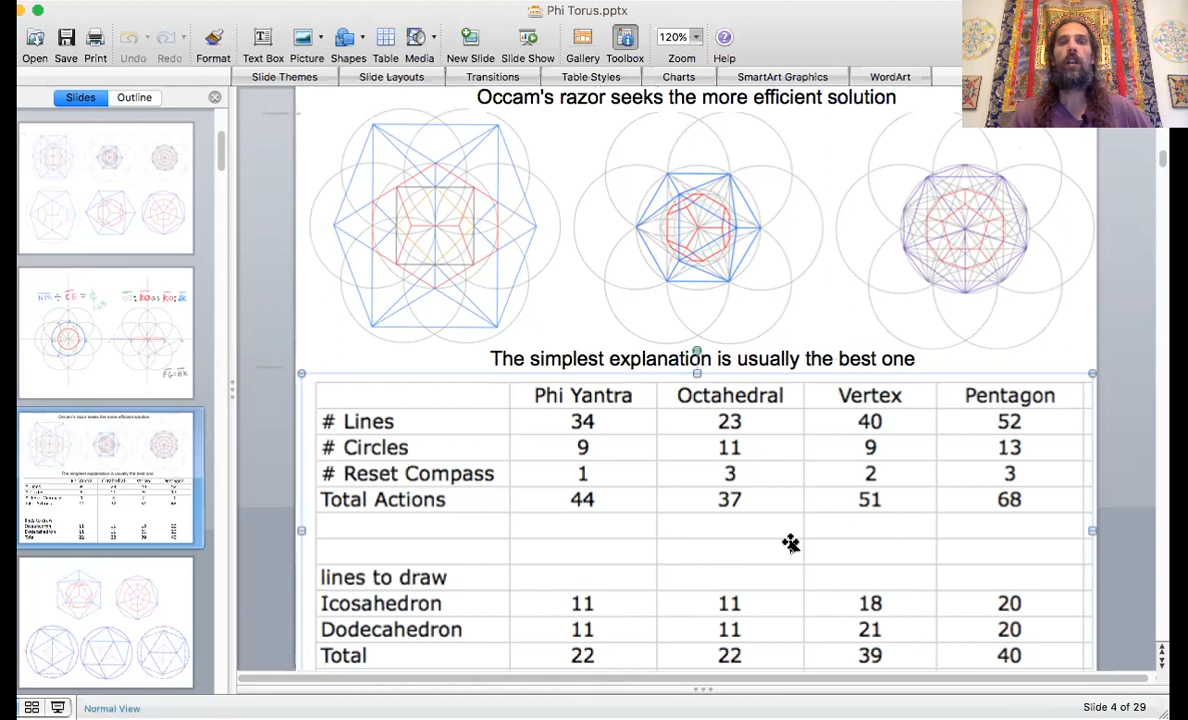 Phi Torus.pptx
120%
Open Save Print Undo Redo Format Text Box Picture Shapes Table Media New Slide Slide Show Gallery Toolbox Zoom Help
Slide Themes Slide Layouts Transitions Table Styles Charts SmartArt Graphics WordArt
Slides Outline
Occam's razor seeks the more efficient solution
The simplest explanation is usually the best one
Phi Yantra Octahedral Vertex Pentagon
# Lines 34 23 40 52
# Circles 9 11 9 13
# Reset Compass 1 3 2 3
Total Actions 44 37 51 68
lines to draw
Icosahedron 11 11 18 20
Dodecahedron 11 11 21 20
Total 22 22 39 40
Normal View
Slide 4 of 29